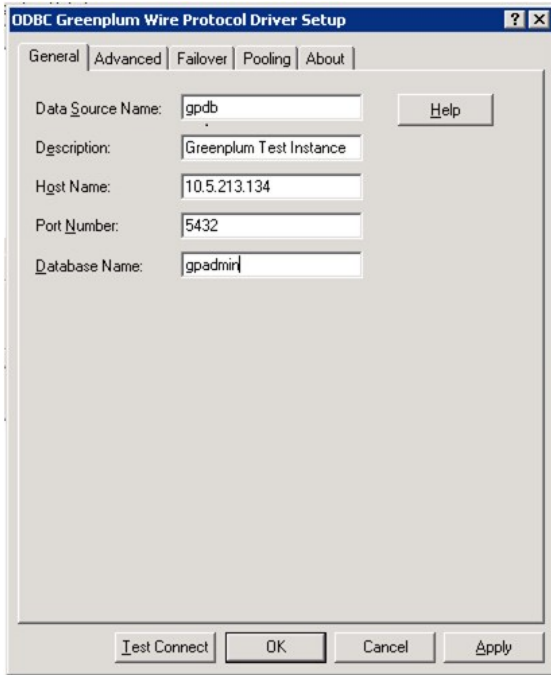 ODBC Greenplum Wire Protocol Driver Setup
General Advanced Failover Pooling About
Data Source Name: gpdb Help
Description: Greenplum Test Instance
Host Name: 10.5.213.134
Port Number: 5432
Database Name: gpadmin
Test Connect OK Cancel Apply